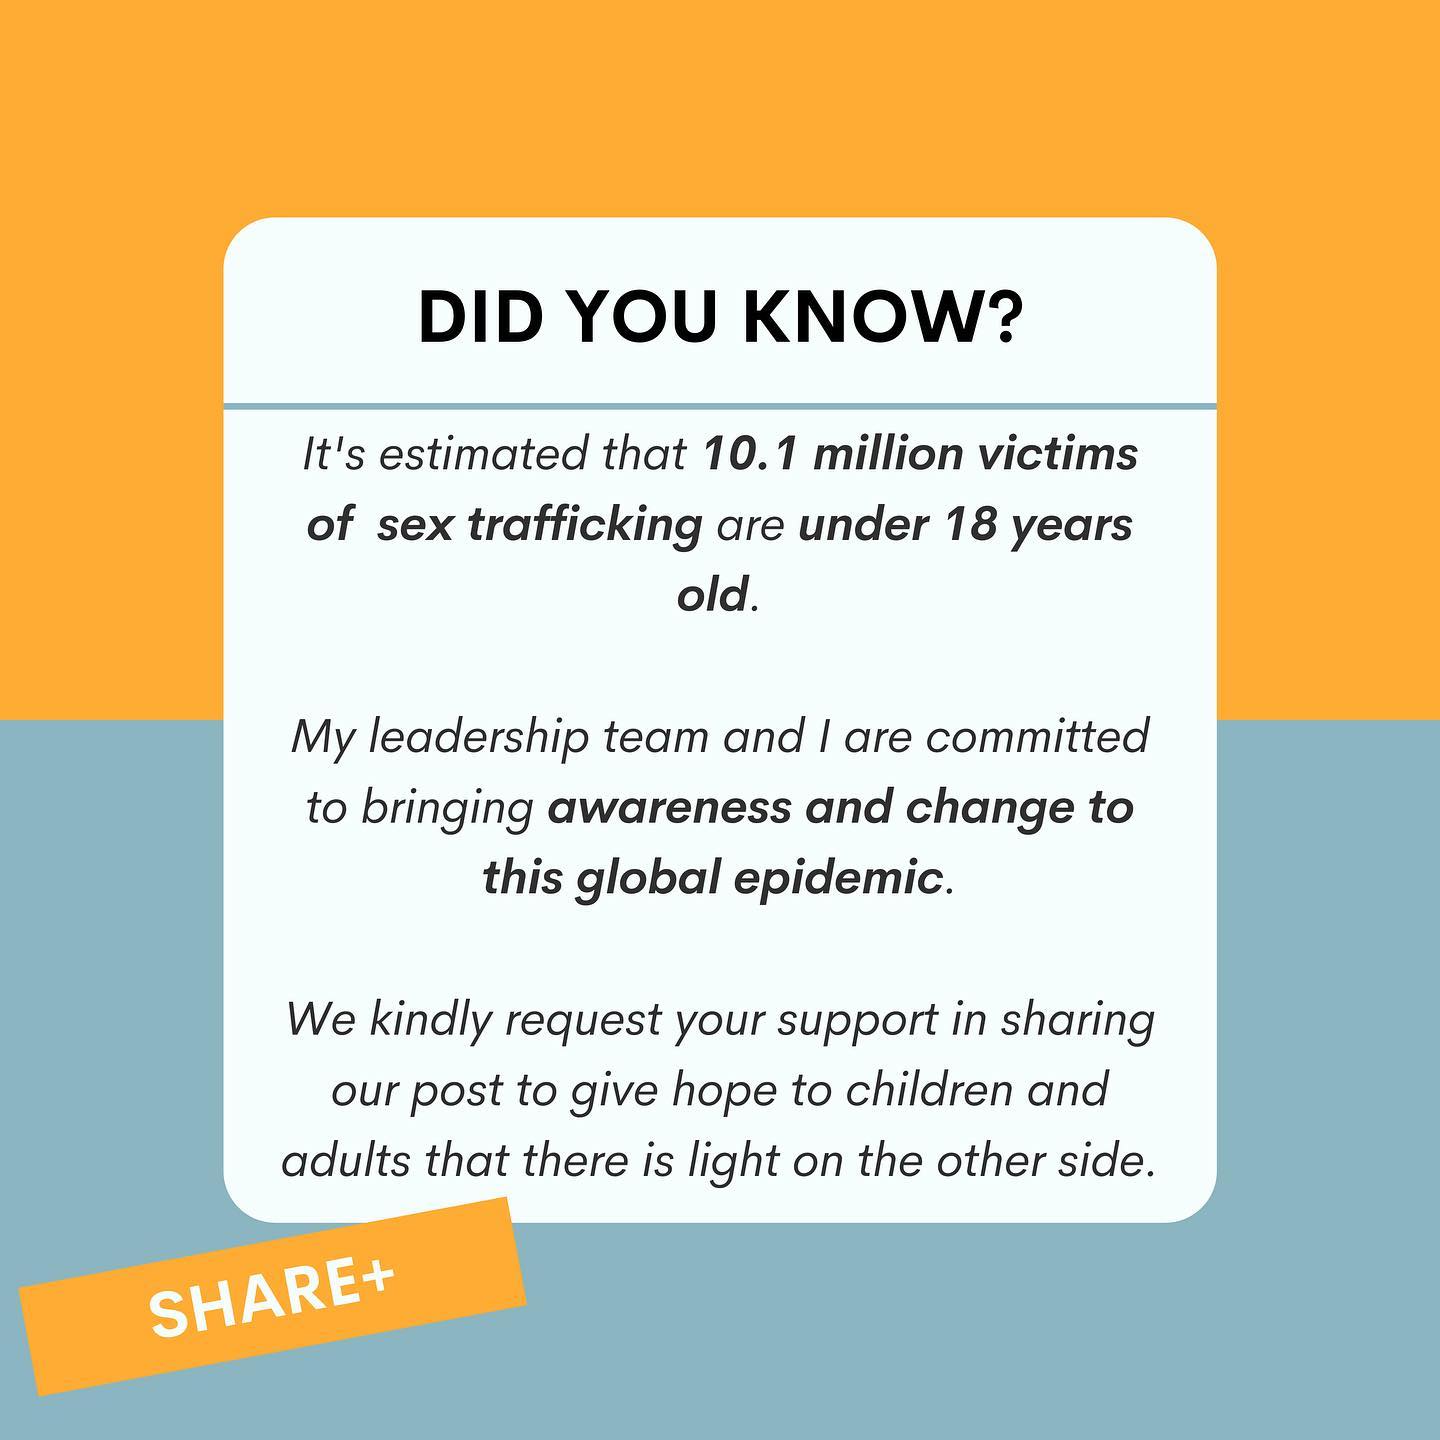 DID YOU KNOW?
It's estimated that 10.1 million victims
of  sex trafficking are under 18 years
old.
My leadership team and I are committed
to bringing awareness and change to
this global epidemic.
We kindly request your support in sharing
our post to give hope to children and
adults that there is light on the other side.
SHARE+